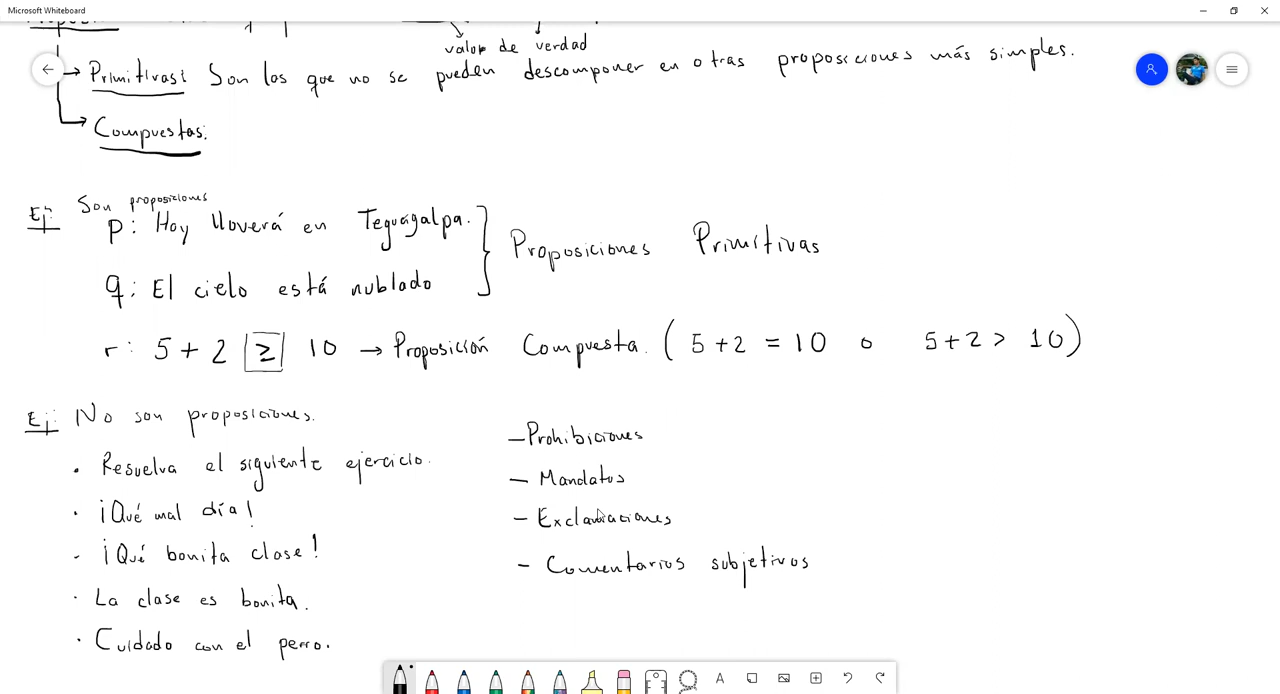 Microsoft Whiteboard
valor de verdad
Primitivas: Son las que no se pueden descomponer en otras proposiciones más simples.
Compuestas:
Ej: Son proposiciones
p: Hoy lloverá en Tegucigalpa.
q: El cielo está nublado
Proposiciones Primitivas
r: 5 + 2 ≥ 10 → Proposición Compuesta. ( 5 + 2 = 10 o 5 + 2 > 10 )
Ej: No son proposiciones.
• Resuelva el siguiente ejercicio.
• ¡Qué mal día!
• ¡Qué bonita clase!
• La clase es bonita.
• Cuidado con el perro.
- Prohibiciones
- Mandatos
- Exclamaciones
- Comentarios subjetivos